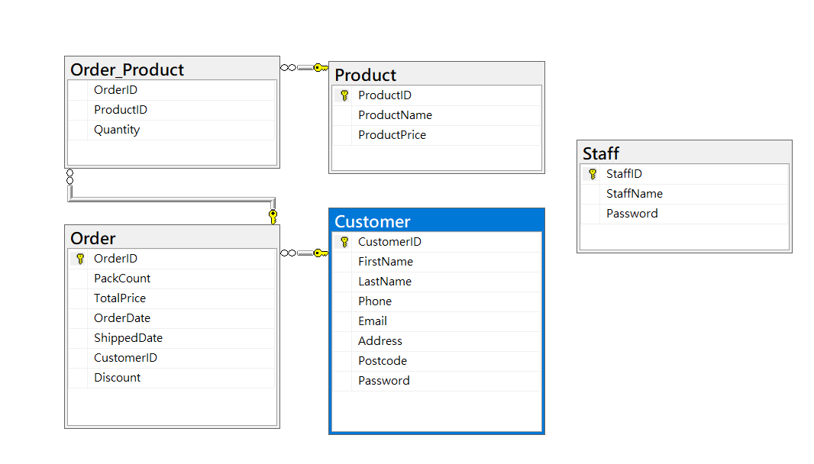 Order_Product
OrderID
ProductID
Quantity
Product
ProductID
ProductName
ProductPrice
Staff
StaffID
StaffName
Password
Order
OrderID
PackCount
TotalPrice
OrderDate
ShippedDate
CustomerID
Discount
Customer
CustomerID
FirstName
LastName
Phone
Email
Address
Postcode
Password